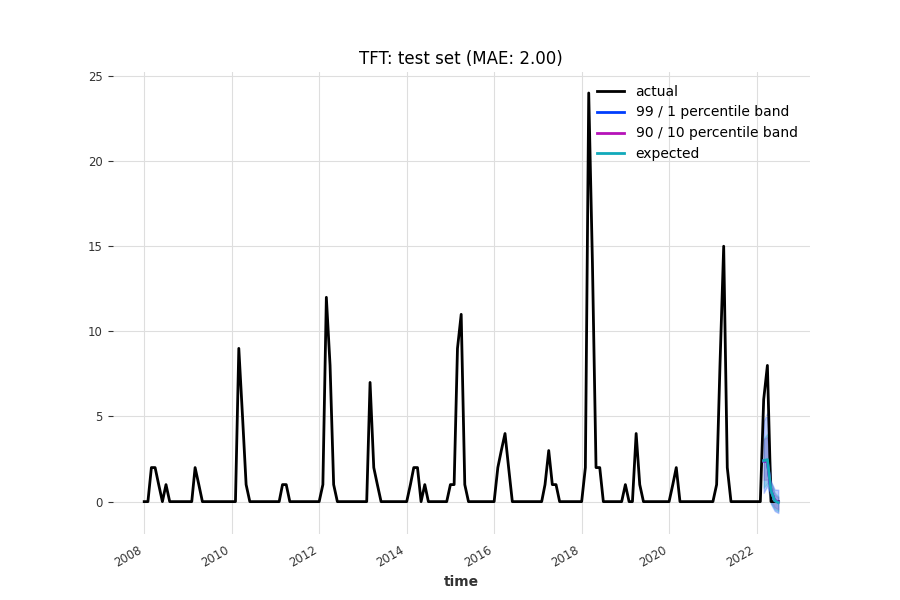 TFT: test set (MAE: 2.00)
25
20
15
10
5
0
actual
99 / 1 percentile band
90 / 10 percentile band
expected
2008
2010
2012
2014
2016
2018
2020
2022
time